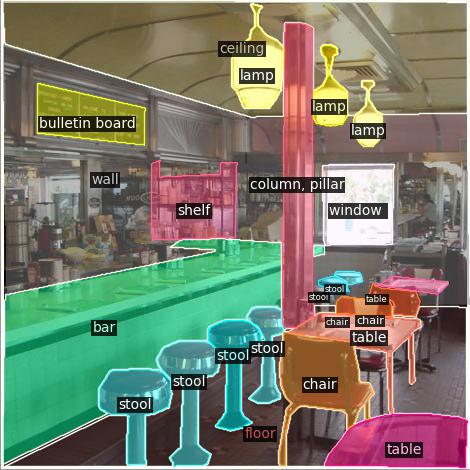 ceiling
lamp
lamp
bulletin board
lamp
wall
column, pillar
shelf
window
stool
stool
table
chair
chair
bar
table
stool
stool
stool
chair
stool
floor
table